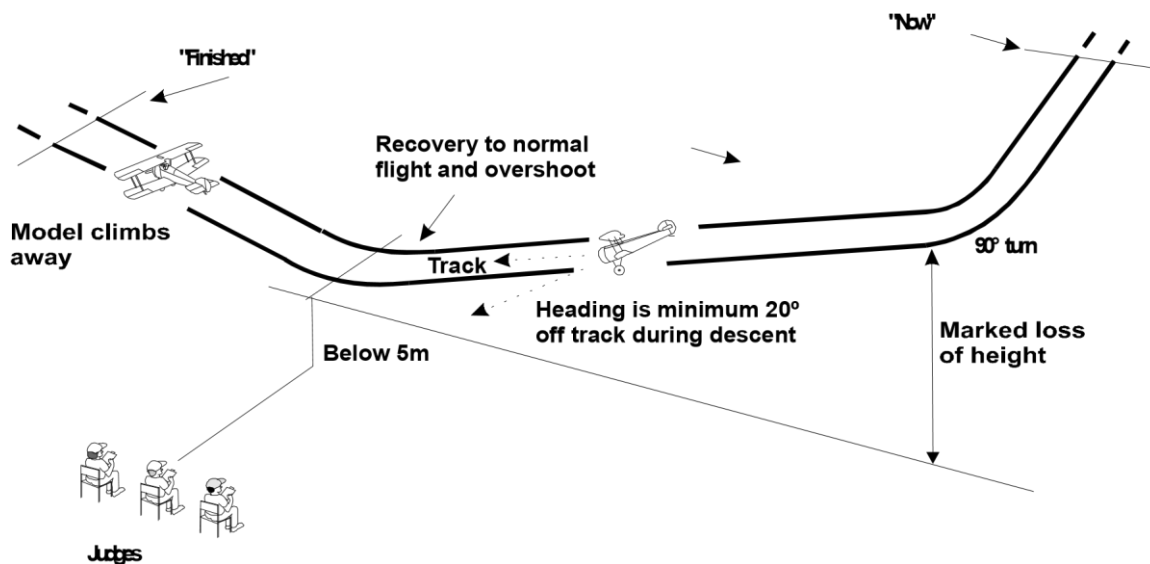 "Now"
"Finished"
Recovery to normal
flight and overshoot
Model climbs
away
Track
90° turn
Heading is minimum 20º
off track during descent
Marked loss
of height
Below 5m
Judges